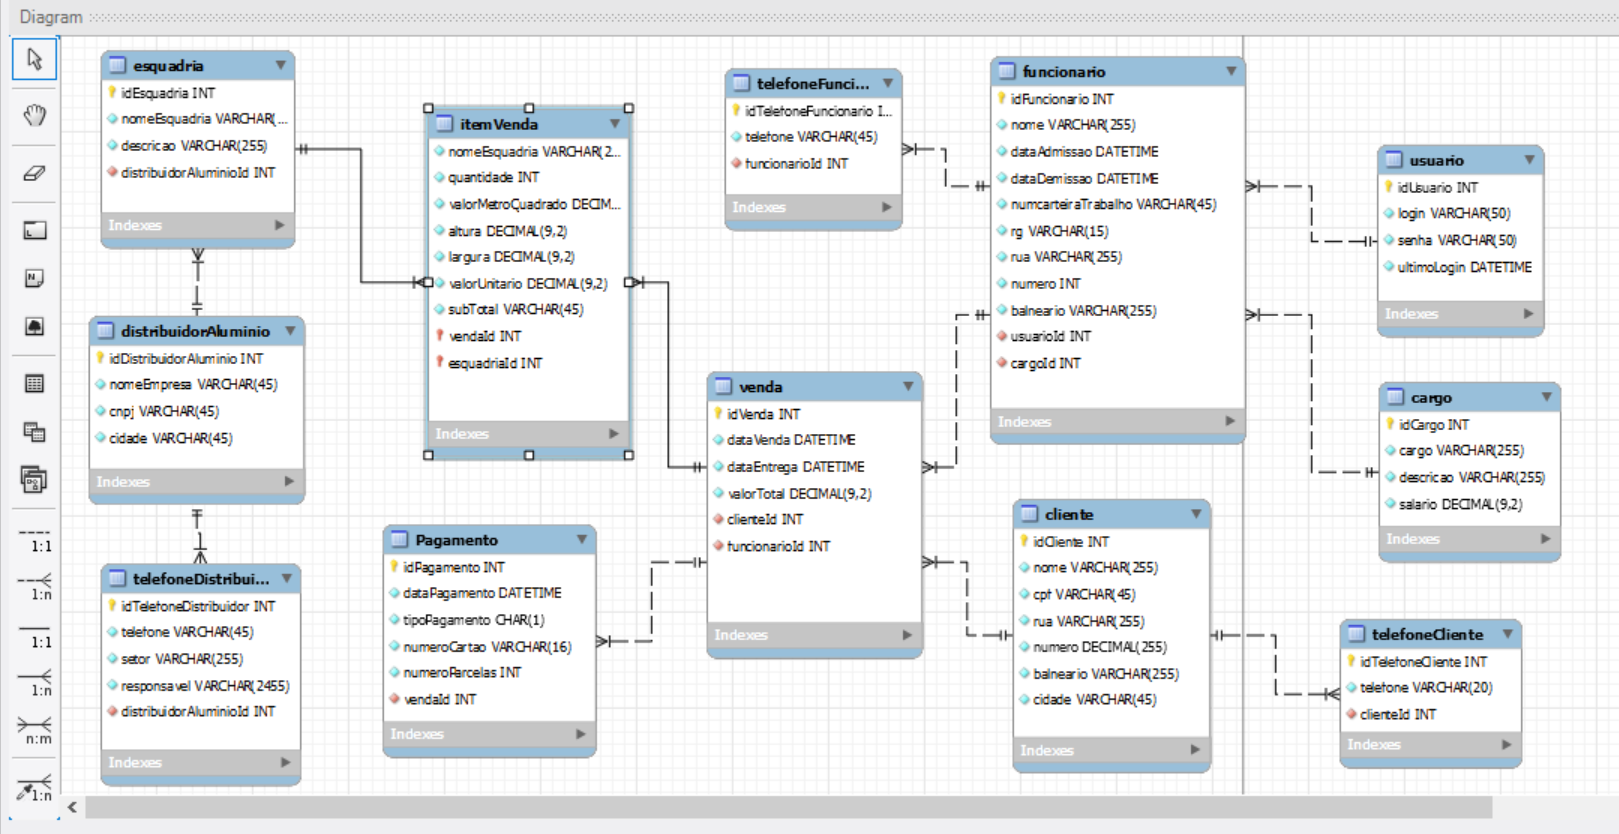 Diagram
esquadria
idEsquadria INT
nomeEsquadria VARCHAR(...
descricao VARCHAR(255)
distribuidorAluminioId INT
Indexes
distribuidorAluminio
idDistribuidorAluminio INT
nomeEmpresa VARCHAR(45)
cnpj VARCHAR(45)
cidade VARCHAR(45)
Indexes
telefoneDistribui...
idTelefoneDistribuidor INT
telefone VARCHAR(45)
setor VARCHAR(255)
responsavel VARCHAR(2455)
distribuidorAluminioId INT
Indexes
itemVenda
nomeEsquadria VARCHAR(2...
quantidade INT
valorMetroQuadrado DECIM...
altura DECIMAL(9,2)
largura DECIMAL(9,2)
valorUnitario DECIMAL(9,2)
subTotal VARCHAR(45)
vendaId INT
esquadriaId INT
Indexes
Pagamento
idPagamento INT
dataPagamento DATETIME
tipoPagamento CHAR(1)
numeroCartao VARCHAR(16)
numeroParcelas INT
vendaId INT
Indexes
telefoneFunci...
idTelefoneFuncionario I...
telefone VARCHAR(45)
funcionarioId INT
Indexes
venda
idVenda INT
dataVenda DATETIME
dataEntrega DATETIME
valorTotal DECIMAL(9,2)
clienteId INT
funcionarioId INT
Indexes
funcionario
idFuncionario INT
nome VARCHAR(255)
dataAdmissao DATETIME
dataDemissao DATETIME
numcarteiraTrabalho VARCHAR(45)
rg VARCHAR(15)
rua VARCHAR(255)
numero INT
balneario VARCHAR(255)
usuarioId INT
cargoId INT
Indexes
cliente
idCliente INT
nome VARCHAR(255)
cpf VARCHAR(45)
rua VARCHAR(255)
numero DECIMAL(255)
balneario VARCHAR(255)
cidade VARCHAR(45)
Indexes
usuario
idUsuario INT
login VARCHAR(50)
senha VARCHAR(50)
ultimoLogin DATETIME
Indexes
cargo
idCargo INT
cargo VARCHAR(255)
descricao VARCHAR(255)
salario DECIMAL(9,2)
Indexes
telefoneCliente
idTelefoneCliente INT
telefone VARCHAR(20)
clienteId INT
Indexes
1:1
1:n
1:1
1:n
n:m
1:n